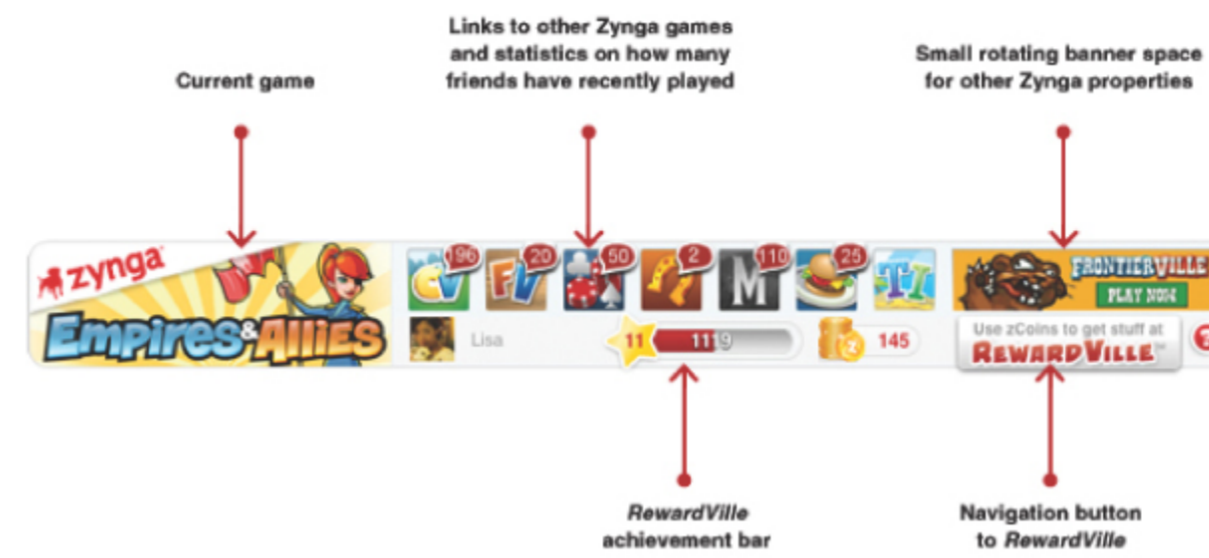 Links to other Zynga games
and statistics on how many
friends have recently played
Current game
Small rotating banner space
for other Zynga properties
zynga
Empires & Allies
CV 196
FV 20
50
2
M 110
25
TI
FRONTIERVILLE
PLAY NOW
Lisa
11
1119
145
Use zCoins to get stuff at
REWARDVILLE™
?
RewardVille
achievement bar
Navigation button
to RewardVille